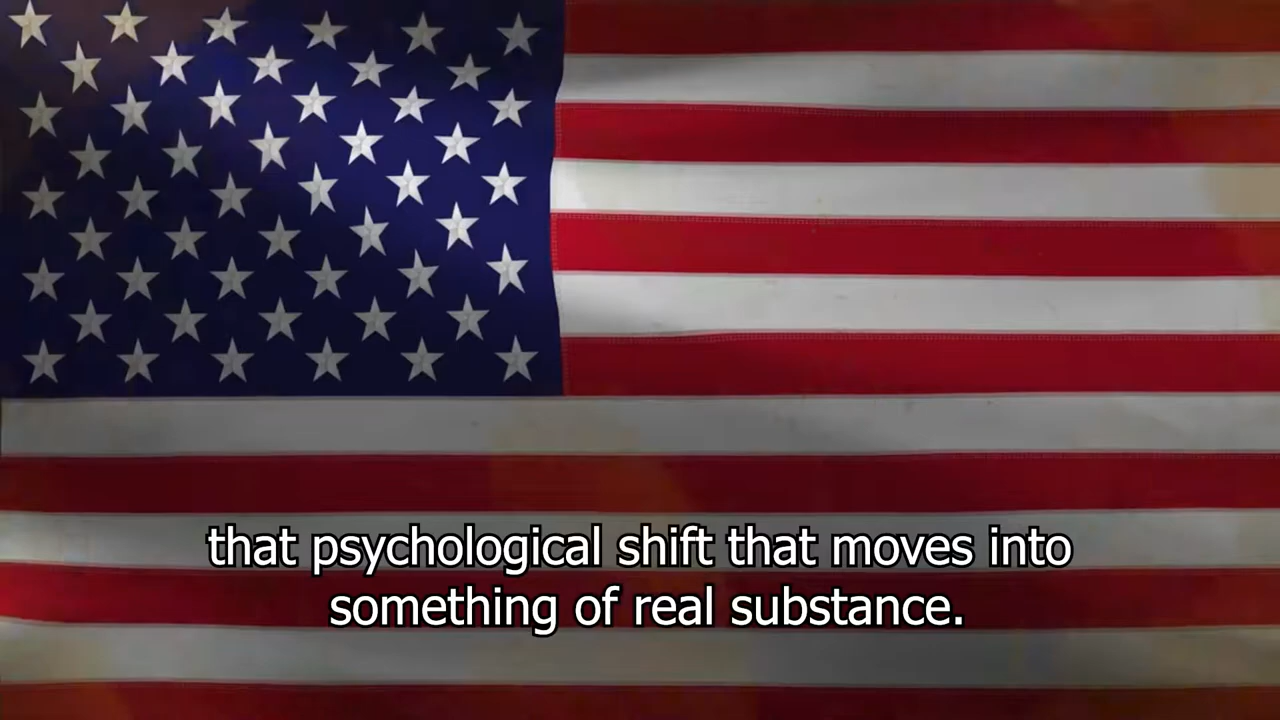 that psychological shift that moves into
something of real substance.